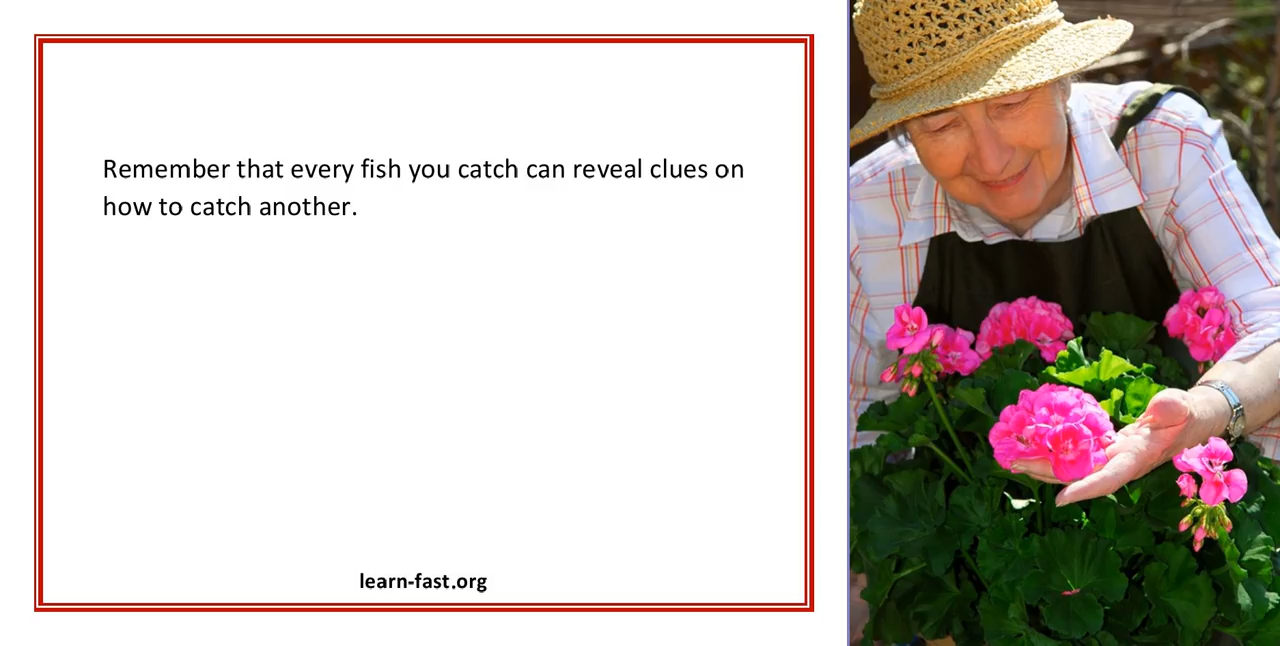 Remember that every fish you catch can reveal clues on
how to catch another.
learn-fast.org